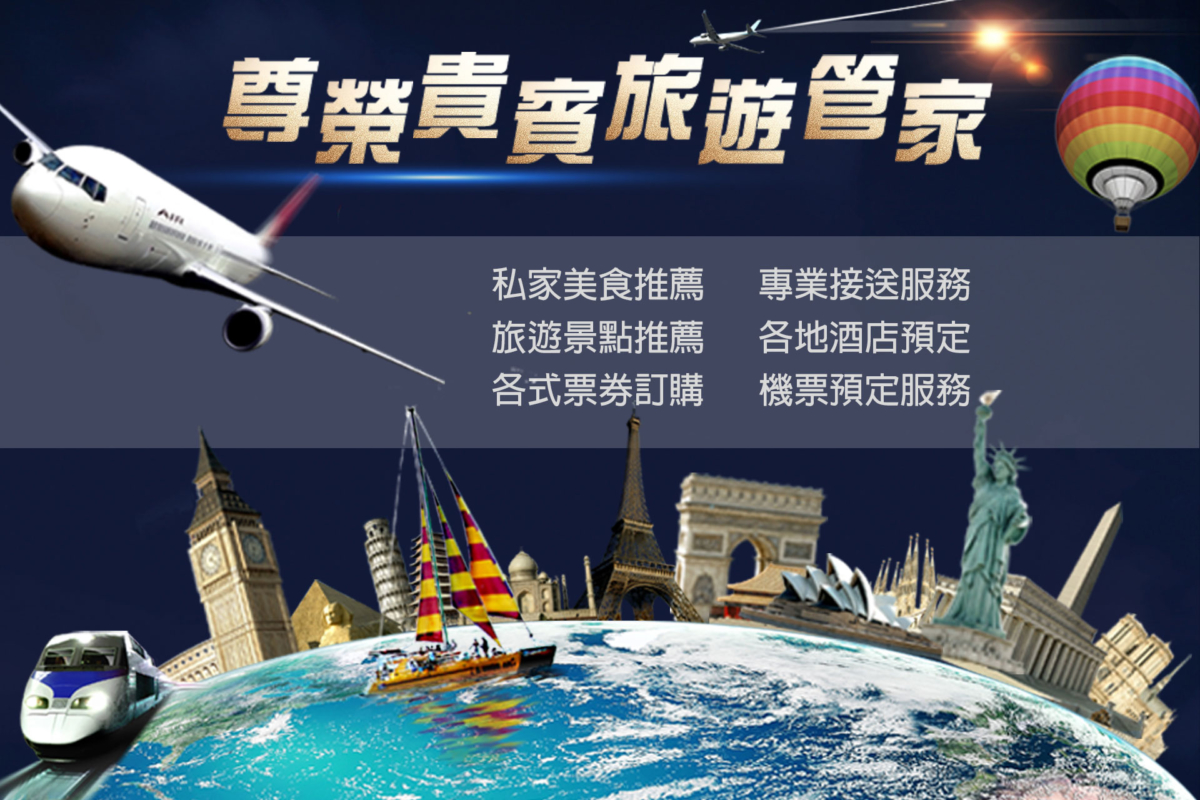 尊榮貴賓旅遊管家
AIR
私家美食推薦 專業接送服務
旅遊景點推薦 各地酒店預定
各式票券訂購 機票預定服務